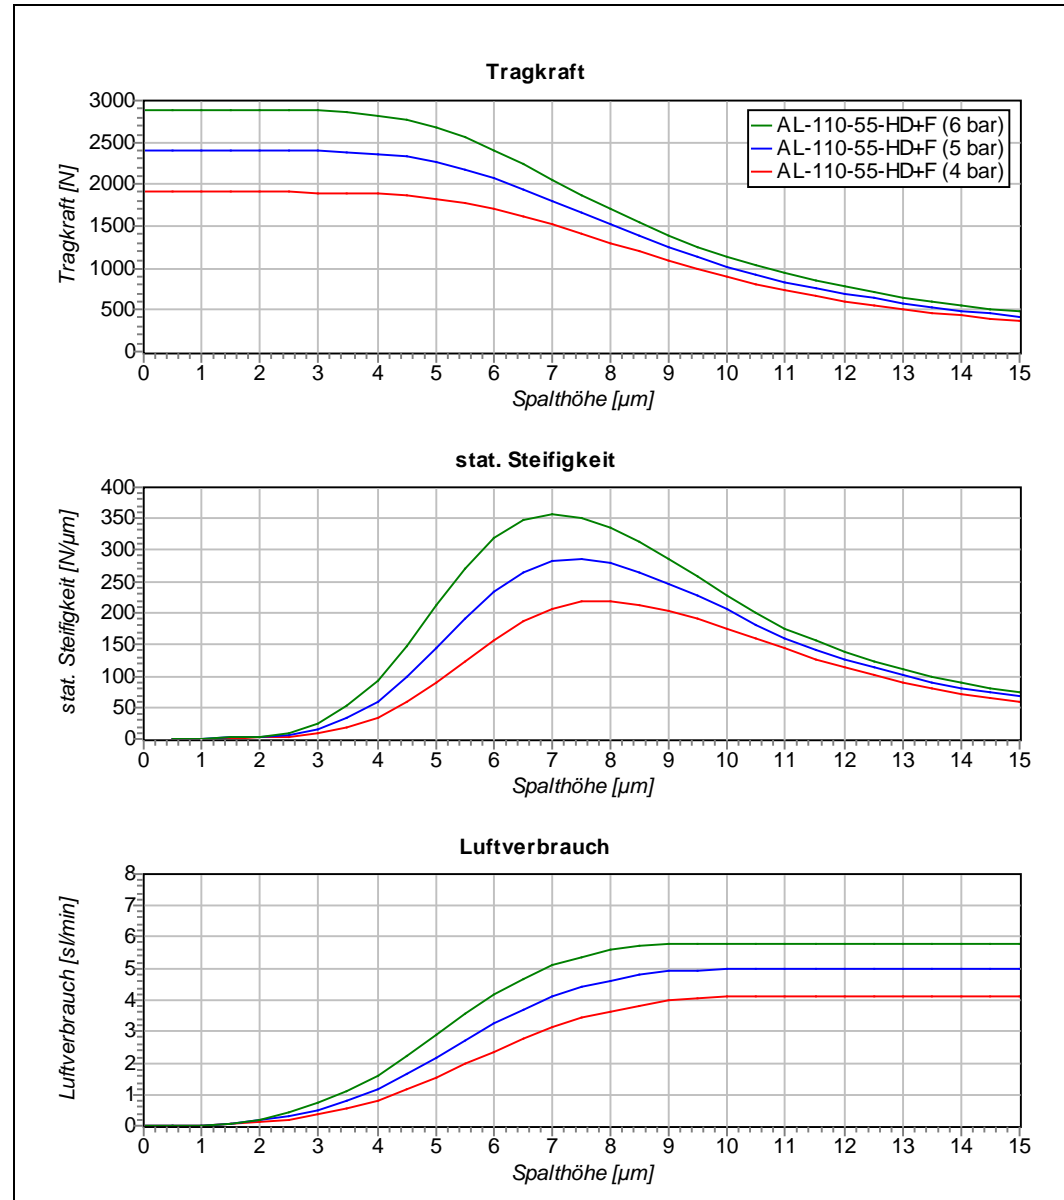 Tragkraft
Tragkraft [N]
3000
2500
2000
1500
1000
500
0
AL-110-55-HD+F (6 bar)
AL-110-55-HD+F (5 bar)
AL-110-55-HD+F (4 bar)
0 1 2 3 4 5 6 7 8 9 10 11 12 13 14 15
Spalthöhe [µm]
stat. Steifigkeit
stat. Steifigkeit [N/µm]
400
350
300
250
200
150
100
50
0
0 1 2 3 4 5 6 7 8 9 10 11 12 13 14 15
Spalthöhe [µm]
Luftverbrauch
Luftverbrauch [sl/min]
8
7
6
5
4
3
2
1
0
0 1 2 3 4 5 6 7 8 9 10 11 12 13 14 15
Spalthöhe [µm]